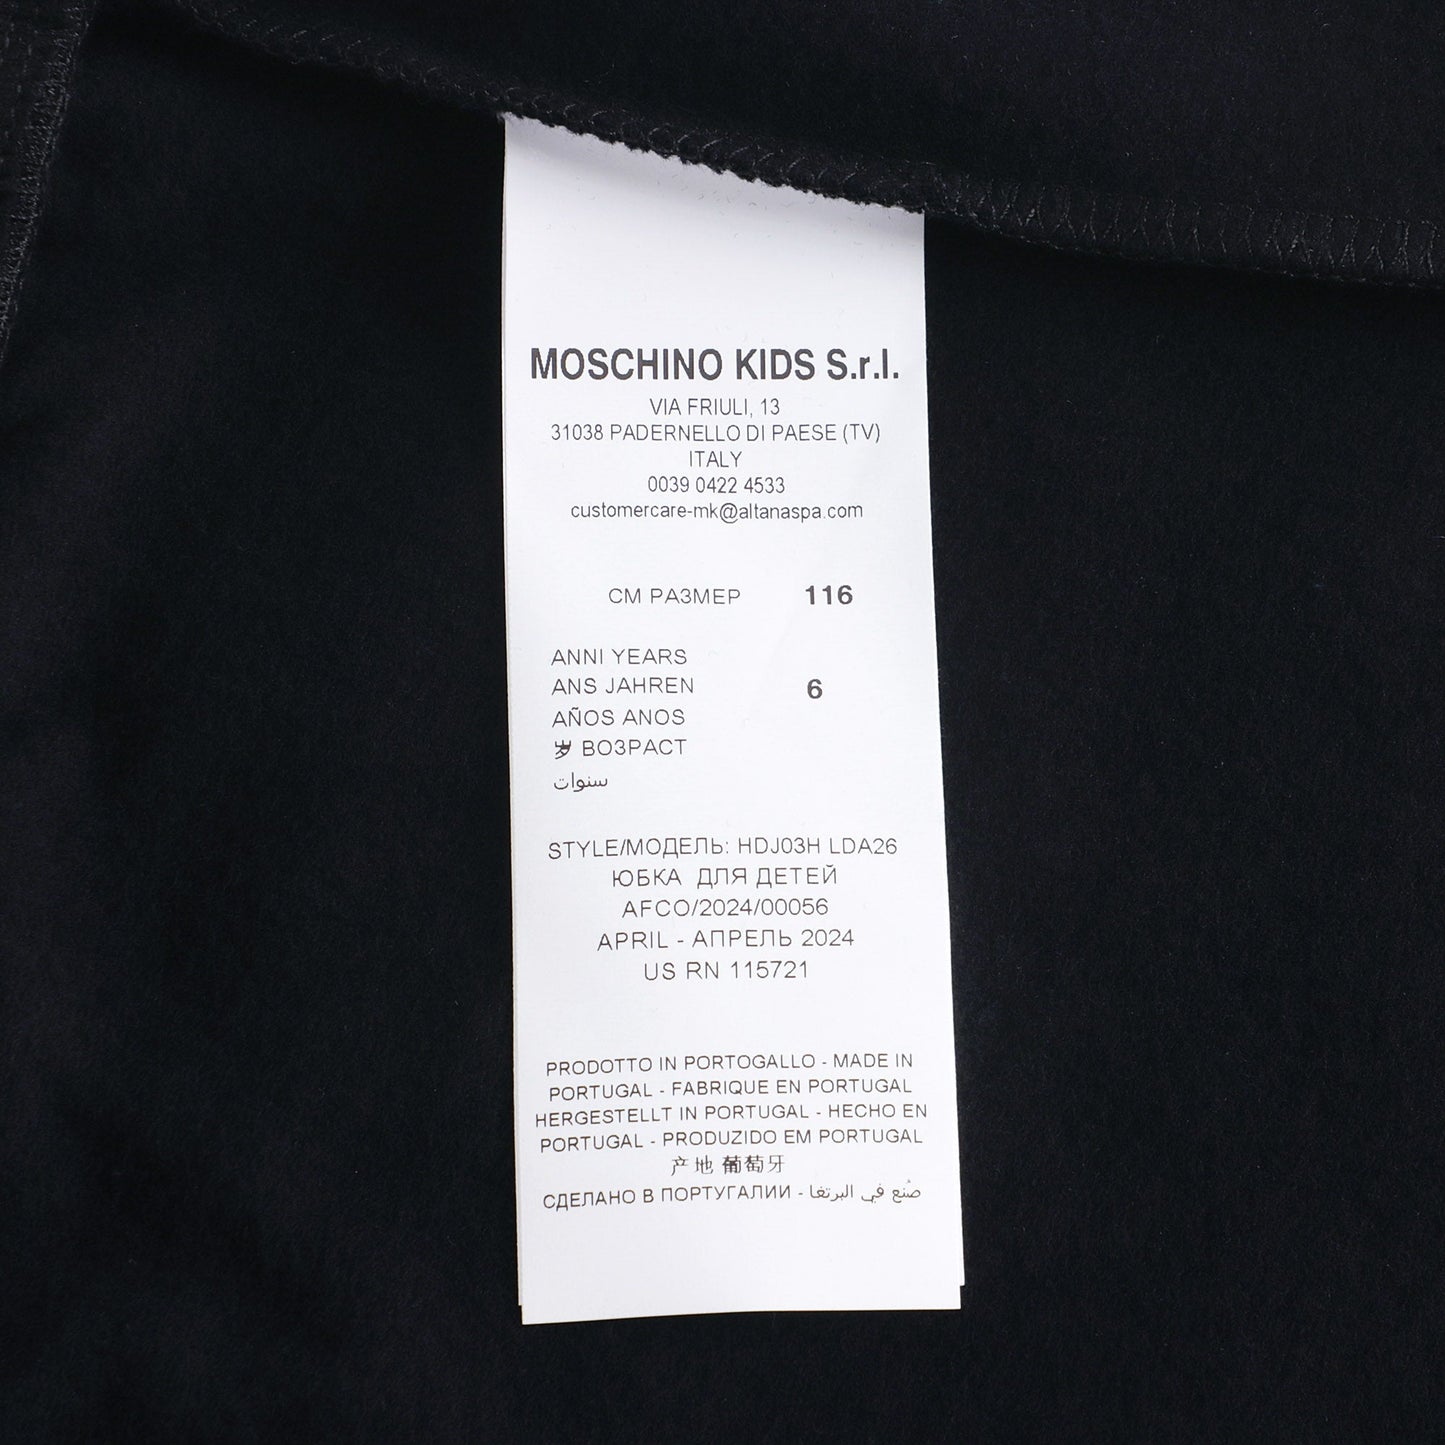 MOSCHINO KIDS S.r.l.
VIA FRIULI, 13
31038 PADERNELLO DI PAESE (TV)
ITALY
0039 0422 4533
customercare-mk@altanaspa.com
СМ РАЗМЕР 116
ANNI YEARS
ANS JAHREN 6
AÑOS ANOS
岁 ВОЗРАСТ
سنوات
STYLE/МОДЕЛЬ: HDJ03H LDA26
ЮБКА ДЛЯ ДЕТЕЙ
AFCO/2024/00056
APRIL - АПРЕЛЬ 2024
US RN 115721
PRODOTTO IN PORTOGALLO - MADE IN
PORTUGAL - FABRIQUE EN PORTUGAL
HERGESTELLT IN PORTUGAL - HECHO EN
PORTUGAL - PRODUZIDO EM PORTUGAL
产地 葡萄牙
СДЕЛАНО В ПОРТУГАЛИИ - صُنع في البرتغا